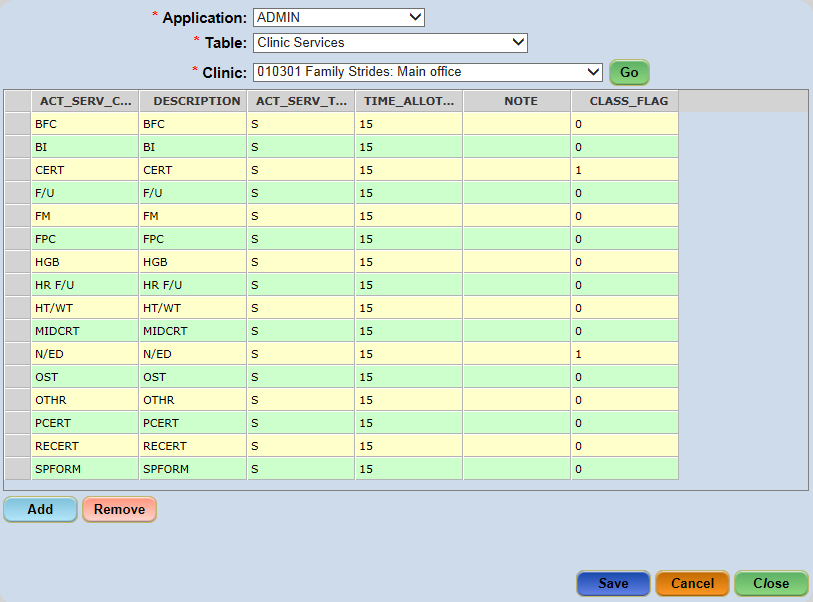 * Application: ADMIN
* Table: Clinic Services
* Clinic: 010301 Family Strides: Main office Go
ACT_SERV_C... DESCRIPTION ACT_SERV_T... TIME_ALLOT... NOTE CLASS_FLAG
BFC BFC S 15 0
BI BI S 15 0
CERT CERT S 15 1
F/U F/U S 15 0
FM FM S 15 0
FPC FPC S 15 0
HGB HGB S 15 0
HR F/U HR F/U S 15 0
HT/WT HT/WT S 15 0
MIDCRT MIDCRT S 15 0
N/ED N/ED S 15 1
OST OST S 15 0
OTHR OTHR S 15 0
PCERT PCERT S 15 0
RECERT RECERT S 15 0
SPFORM SPFORM S 15 0
Add Remove
Save Cancel Close